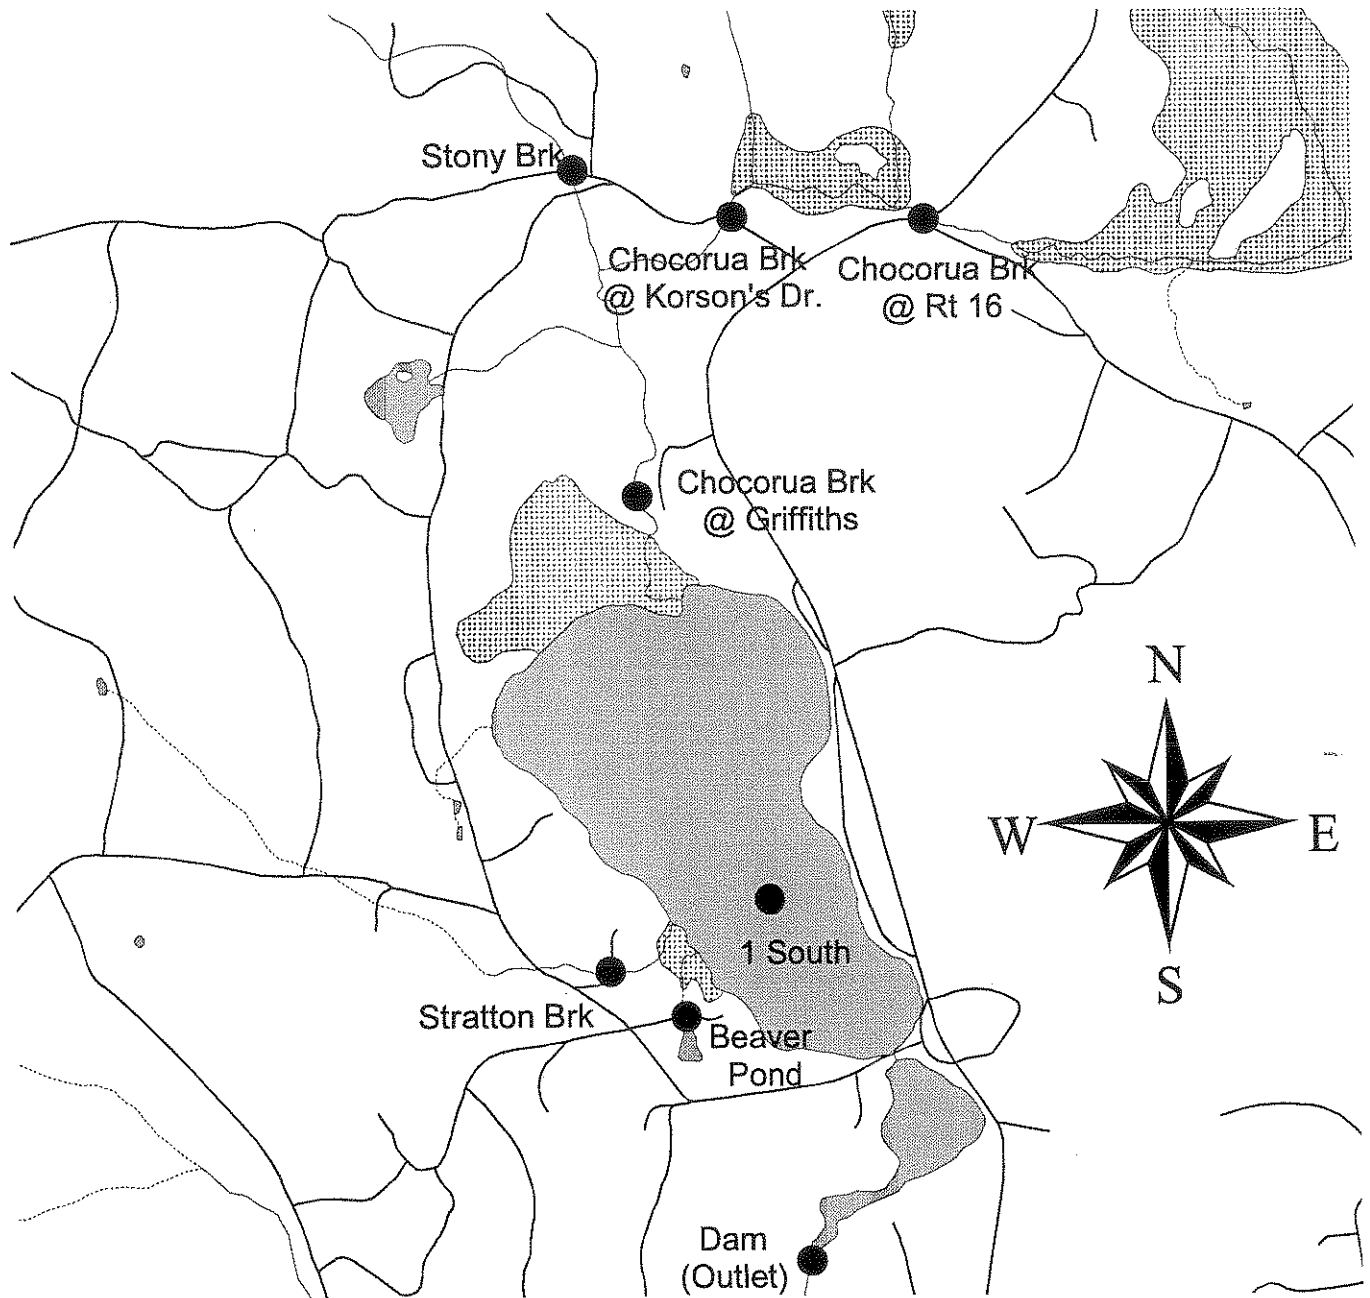 Stony Brk
Chocorua Brk
@ Korson's Dr.
Chocorua Brk
@ Rt 16
Chocorua Brk
@ Griffiths
N
W
E
S
1 South
Stratton Brk
Beaver
Pond
Dam
(Outlet)